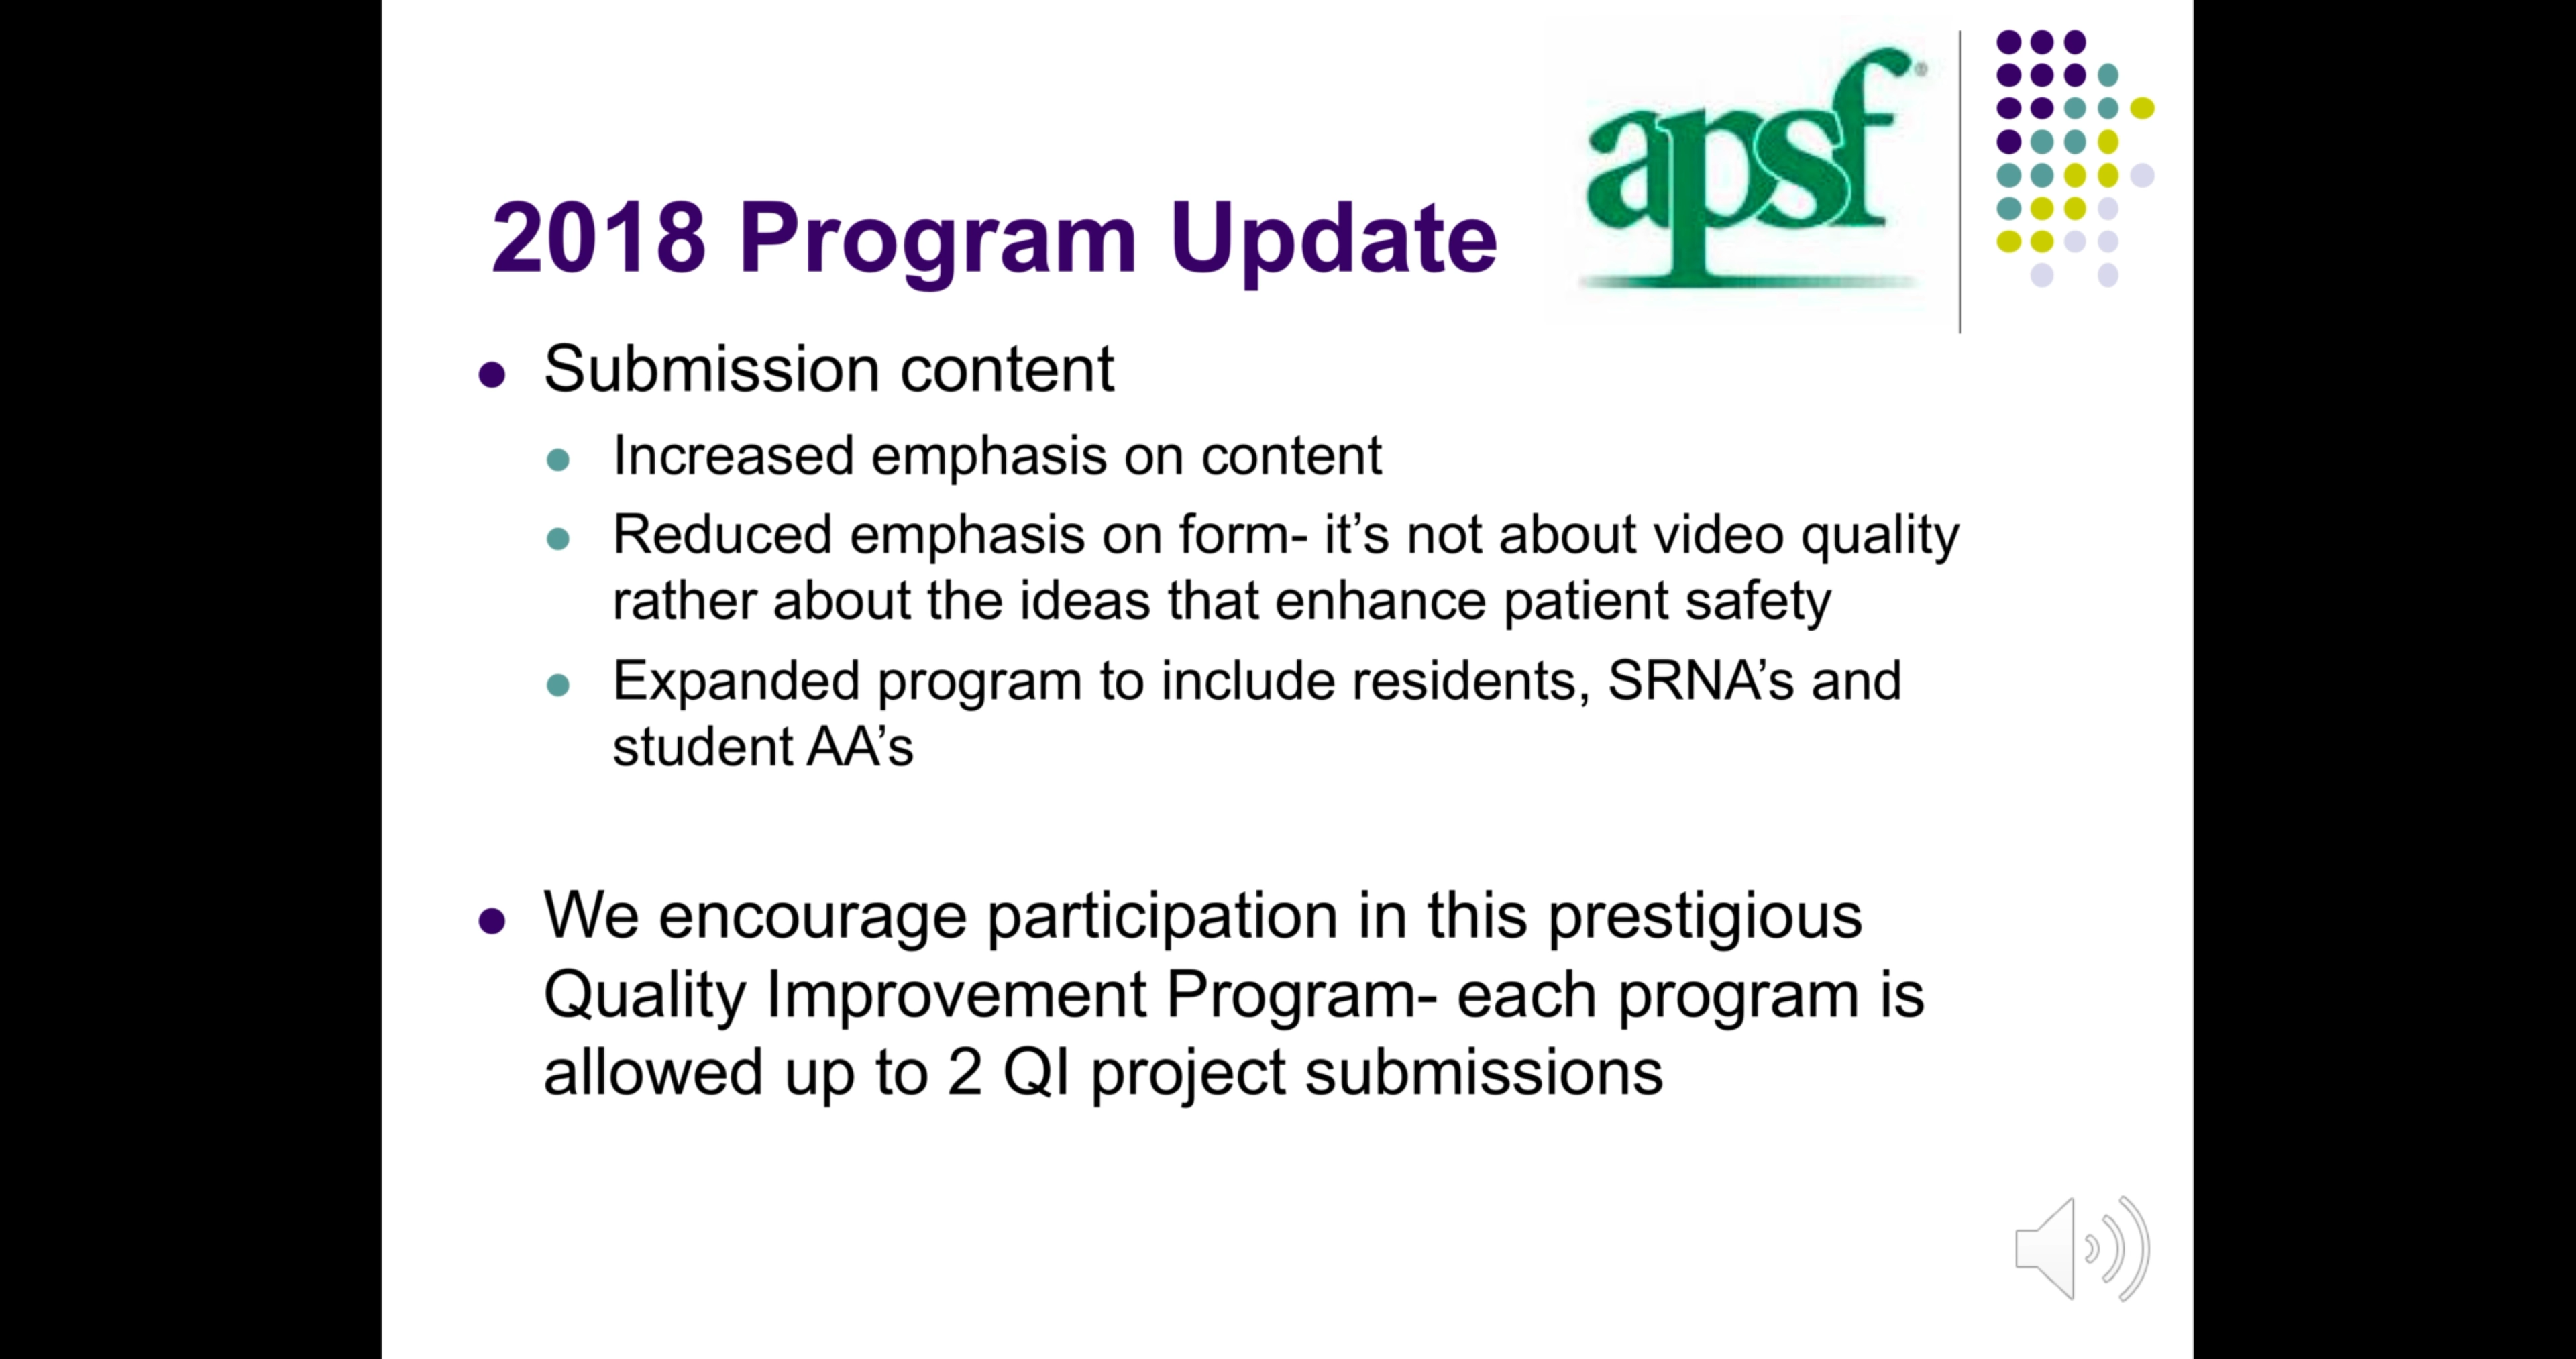 apsf®
2018 Program Update
Submission content
Increased emphasis on content
Reduced emphasis on form- it’s not about video quality
rather about the ideas that enhance patient safety
Expanded program to include residents, SRNA’s and
student AA’s
We encourage participation in this prestigious
Quality Improvement Program- each program is
allowed up to 2 QI project submissions